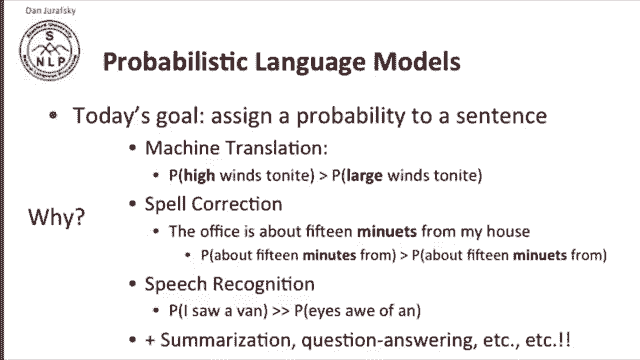 Dan Jurafsky
S
NLP
Probabilistic Language Models
• Today's goal: assign a probability to a sentence
• Machine Translation:
• P(high winds tonite) > P(large winds tonite)
Why?
• Spell Correction
• The office is about fifteen minuets from my house
• P(about fifteen minutes from) > P(about fifteen minuets from)
• Speech Recognition
• P(I saw a van) >> P(eyes awe of an)
• + Summarization, question-answering, etc., etc.!!